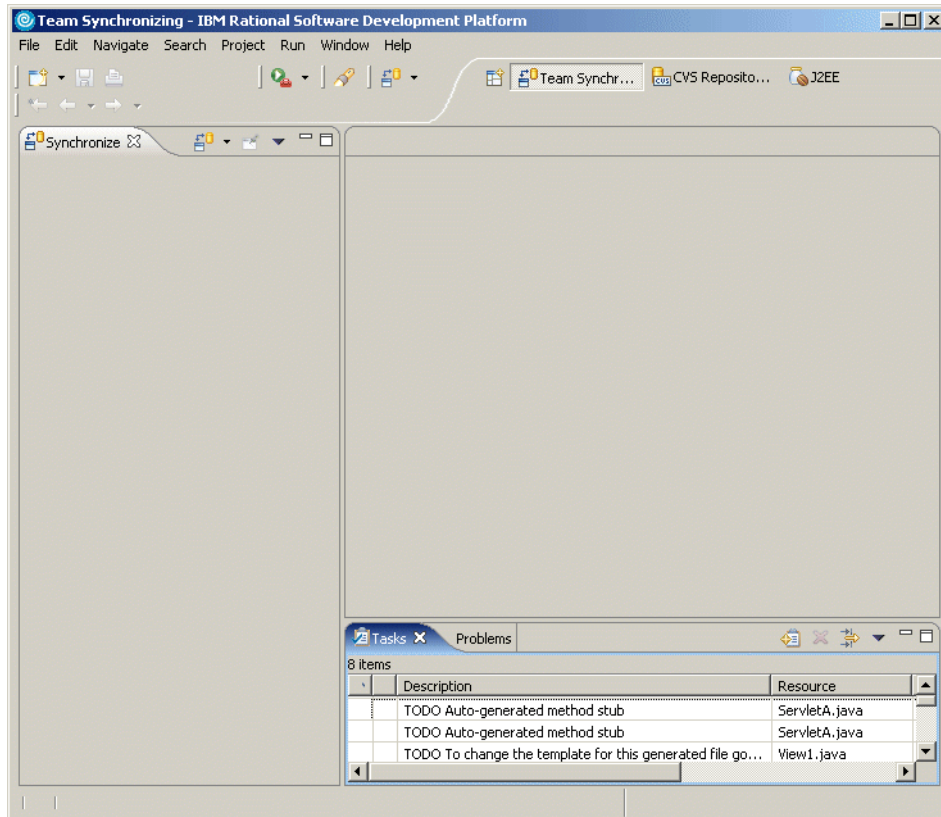 Team Synchronizing - IBM Rational Software Development Platform
File Edit Navigate Search Project Run Window Help
Team Synchr... CVS Reposito... J2EE
Synchronize
Tasks Problems
8 items
Description Resource
TODO Auto-generated method stub ServletA.java
TODO Auto-generated method stub ServletA.java
TODO To change the template for this generated file go... View1.java